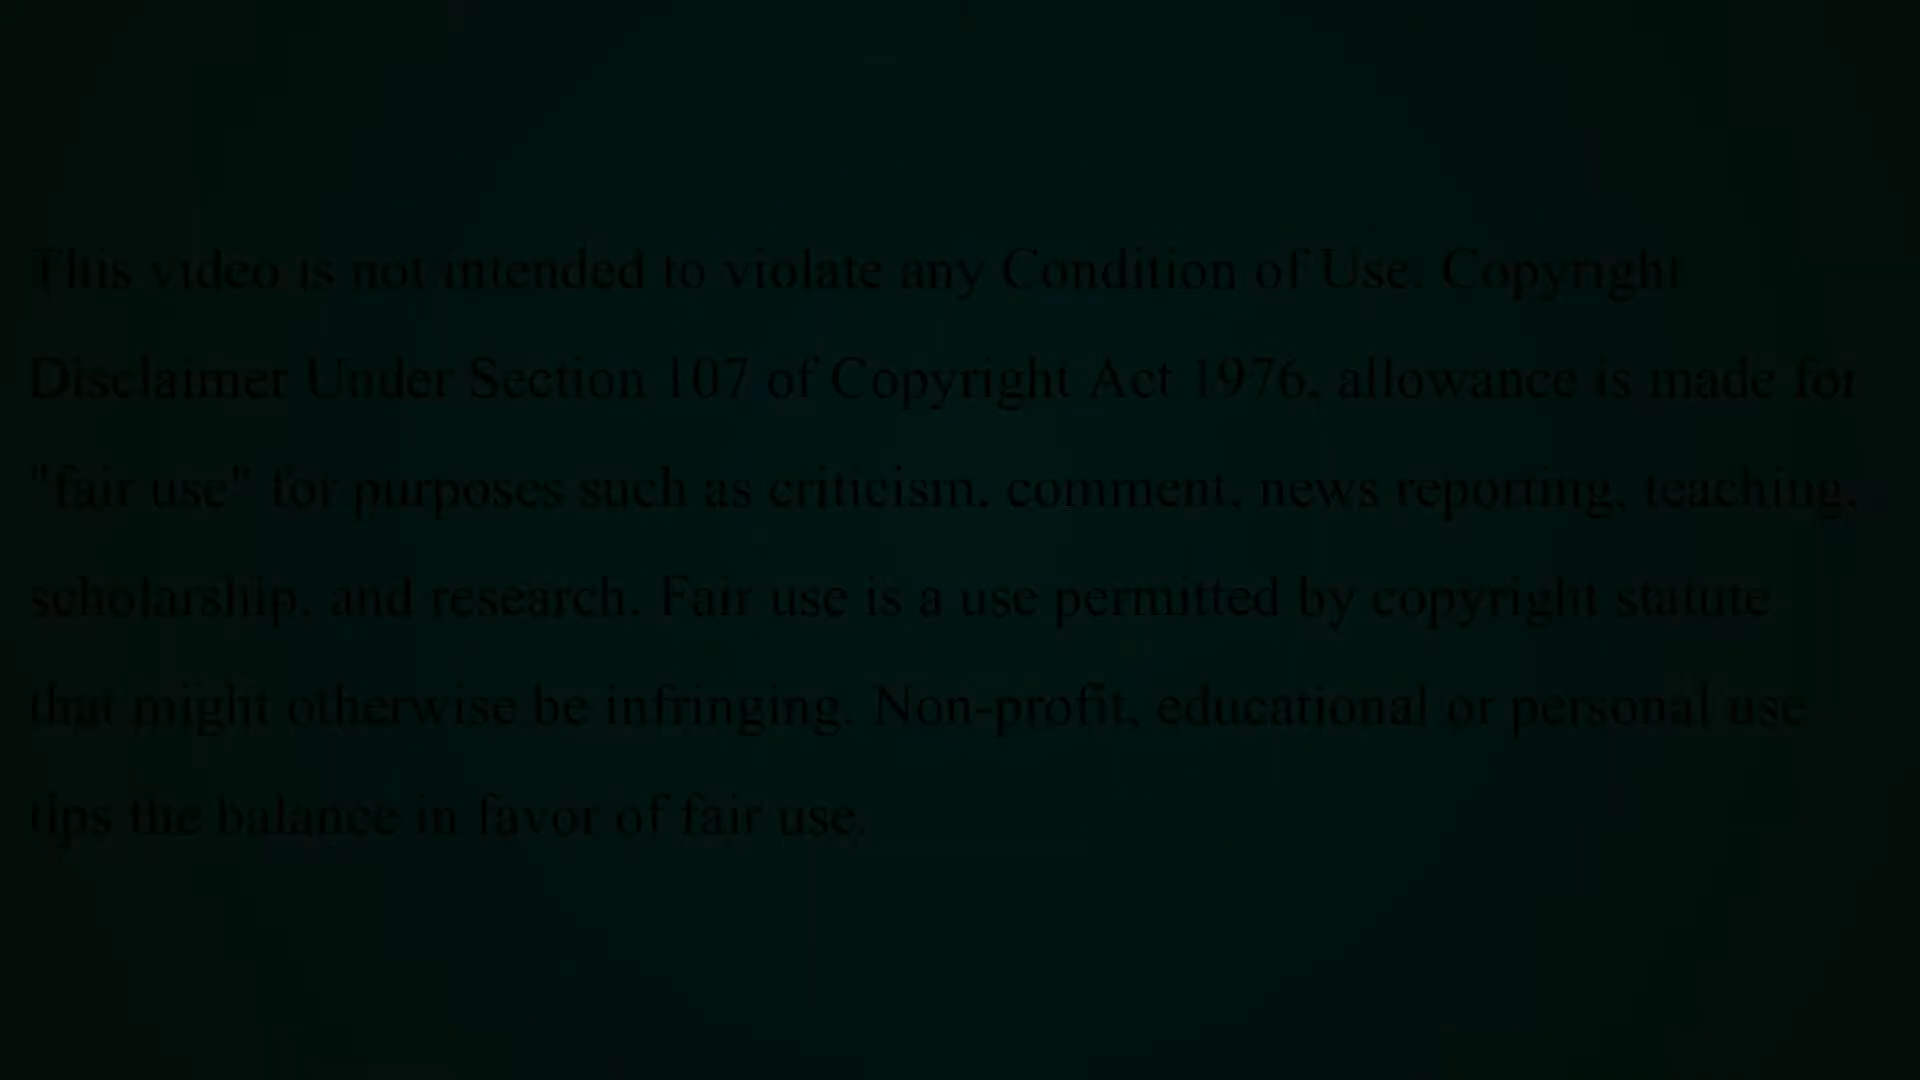 This video is not intended to violate any Condition of Use. Copyright
Disclaimer Under Section 107 of Copyright Act 1976, allowance is made for
"fair use" for purposes such as criticism, comment, news reporting, teaching,
scholarship, and research. Fair use is a use permitted by copyright statute
that might otherwise be infringing. Non-profit, educational or personal use
tips the balance in favor of fair use.